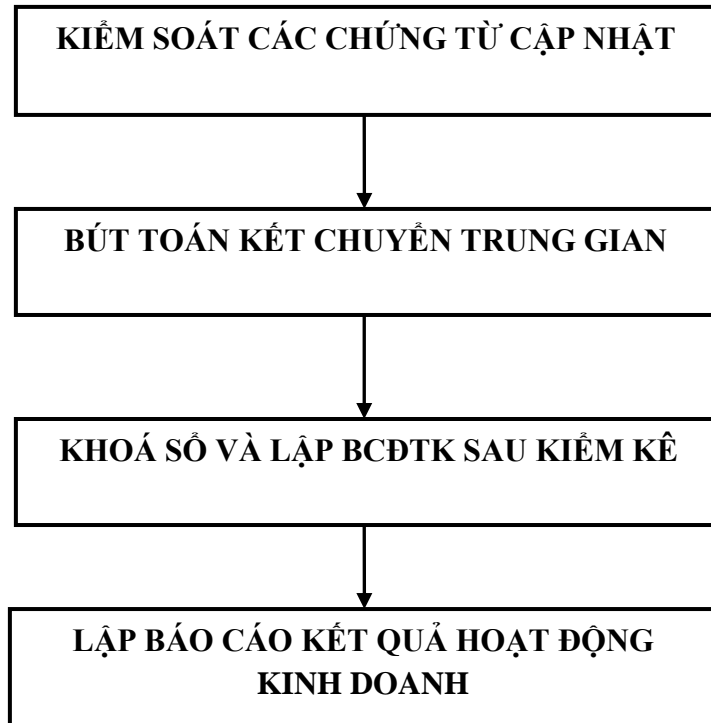 KIỂM SOÁT CÁC CHỨNG TỪ CẬP NHẬT
BÚT TOÁN KẾT CHUYỂN TRUNG GIAN
KHOÁ SỔ VÀ LẬP BCĐTK SAU KIỂM KÊ
LẬP BÁO CÁO KẾT QUẢ HOẠT ĐỘNG
KINH DOANH